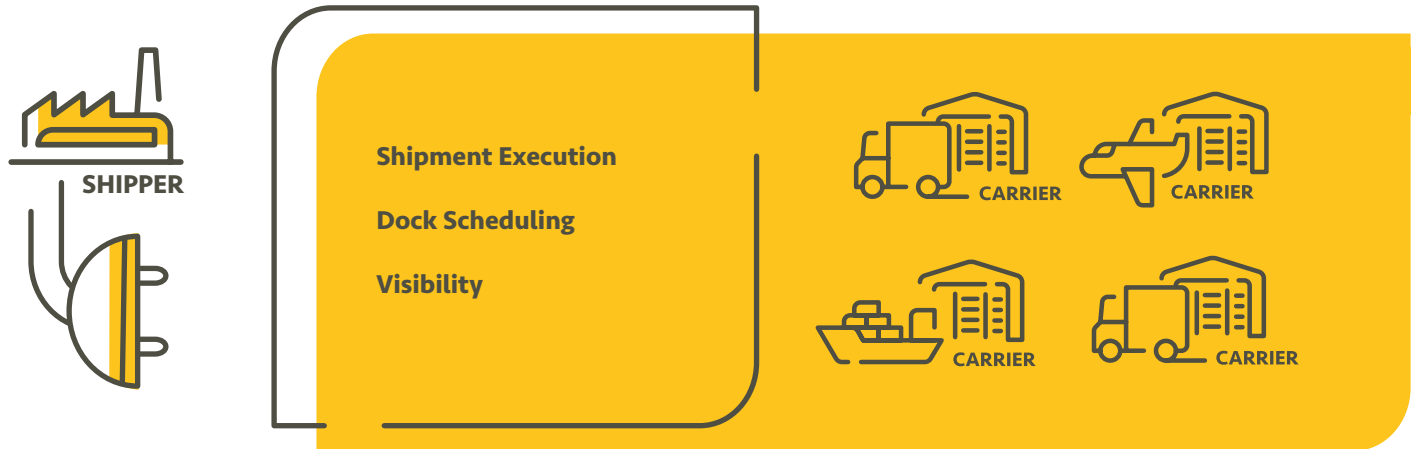 SHIPPER
Shipment Execution
Dock Scheduling
Visibility
CARRIER
CARRIER
CARRIER
CARRIER